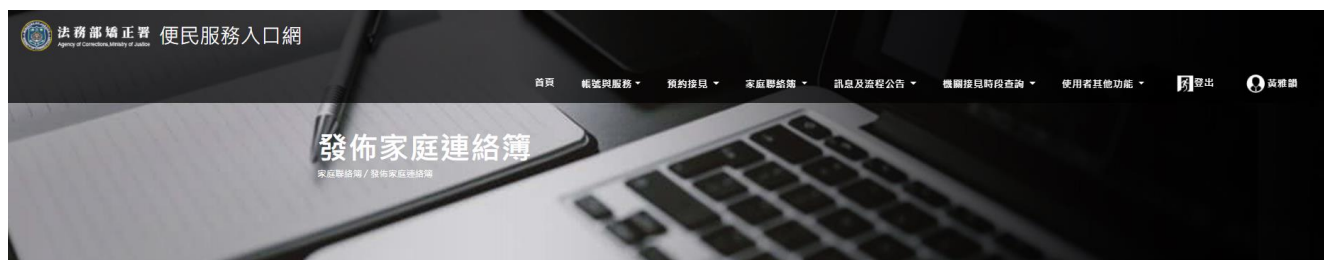 法務部矯正署 便民服務入口網
Agency of Corrections, Ministry of Justice
首頁 帳號與服務 預約接見 家庭聯絡簿 訊息及流程公告 機關接見時段查詢 使用者其他功能 登出 黃雅韻
發佈家庭連絡簿
家庭聯絡簿 / 發佈家庭連絡簿